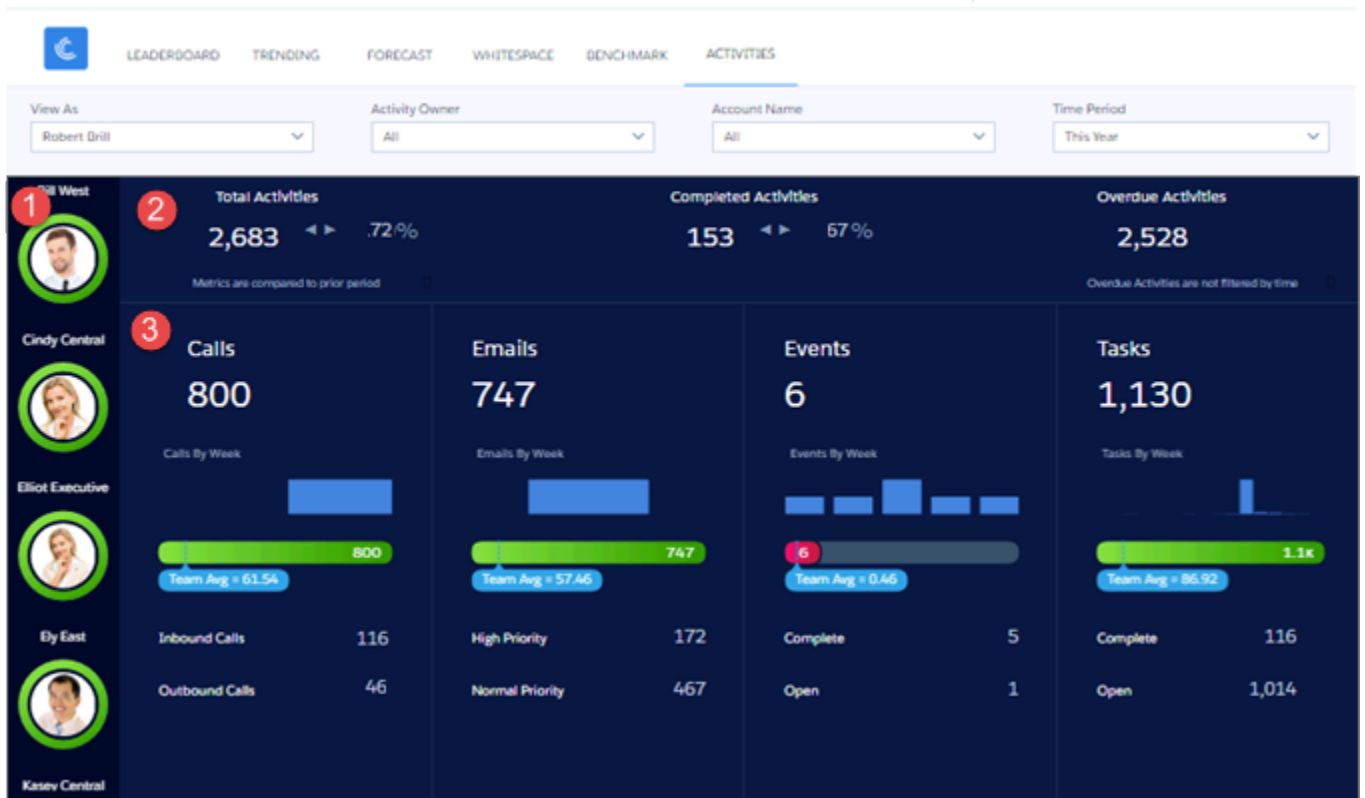 LEADERBOARD TRENDING FORECAST WHITESPACE BENCHMARK ACTIVITIES
View As Activity Owner Account Name Time Period
Robert Brill All All This Year
1 Bill West
2 Total Activities Completed Activities Overdue Activities
2,683 .72% 153 67% 2,528
Metrics are compared to prior period Overdue Activities are not filtered by time
Cindy Central
3 Calls Emails Events Tasks
800 747 6 1,130
Calls By Week Emails By Week Events By Week Tasks By Week
Elliot Executive
800 747 6 1.1K
Team Avg = 61.54 Team Avg = 57.46 Team Avg = 0.46 Team Avg = 86.92
Ely East
Inbound Calls 116 High Priority 172 Complete 5 Complete 116
Outbound Calls 46 Normal Priority 467 Open 1 Open 1,014
Kasey Central